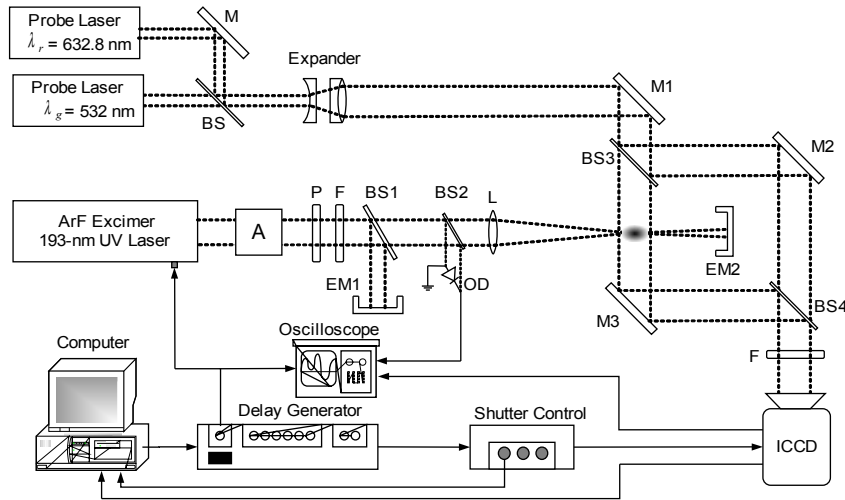 Probe Laser
λr = 632.8 nm
M
Probe Laser
λg = 532 nm
BS
Expander
M1
BS3
M2
ArF Excimer
193-nm UV Laser
A
P
F
BS1
BS2
L
EM1
OD
EM2
M3
BS4
F
Computer
Oscilloscope
Delay Generator
Shutter Control
ICCD